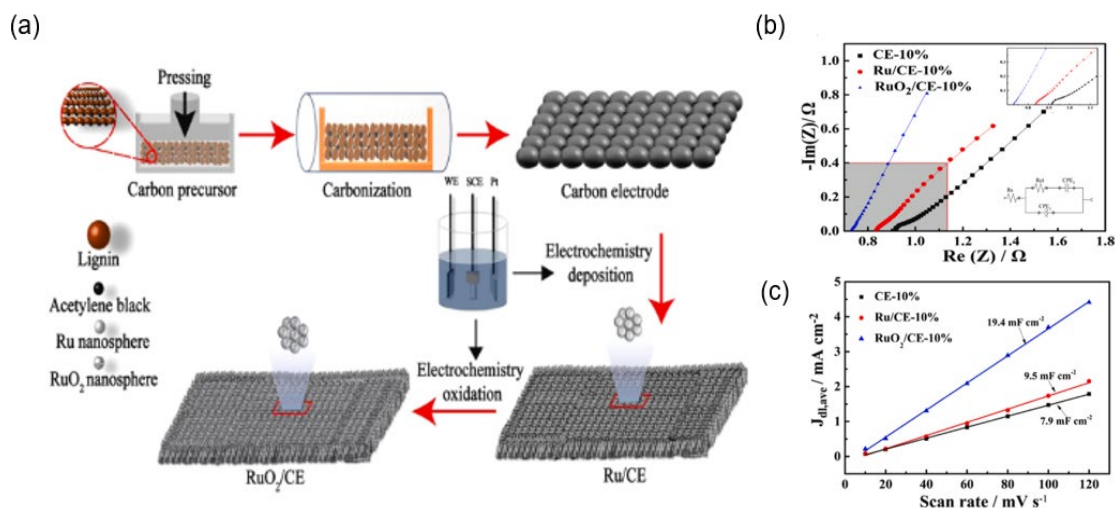 (a)
Pressing
Carbon precursor
Carbonization
Carbon electrode
WE SCE Pt
Electrochemistry
deposition
Lignin
Acetylene black
Ru nanosphere
RuO2 nanosphere
Electrochemistry
oxidation
RuO2/CE
Ru/CE
(b)
-Im(Z)/ Ω
0.8
0.6
0.4
0.2
0.0
CE-10%
Ru/CE-10%
RuO2/CE-10%
0.8 1.0 1.2 1.4 1.6 1.8
Re (Z) / Ω
(c)
Jdl,ave / mA cm-2
5
4
3
2
1
0
CE-10%
Ru/CE-10%
RuO2/CE-10%
19.4 mF cm-2
9.5 mF cm-2
7.9 mF cm-2
0 20 40 60 80 100 120
Scan rate / mV s-1